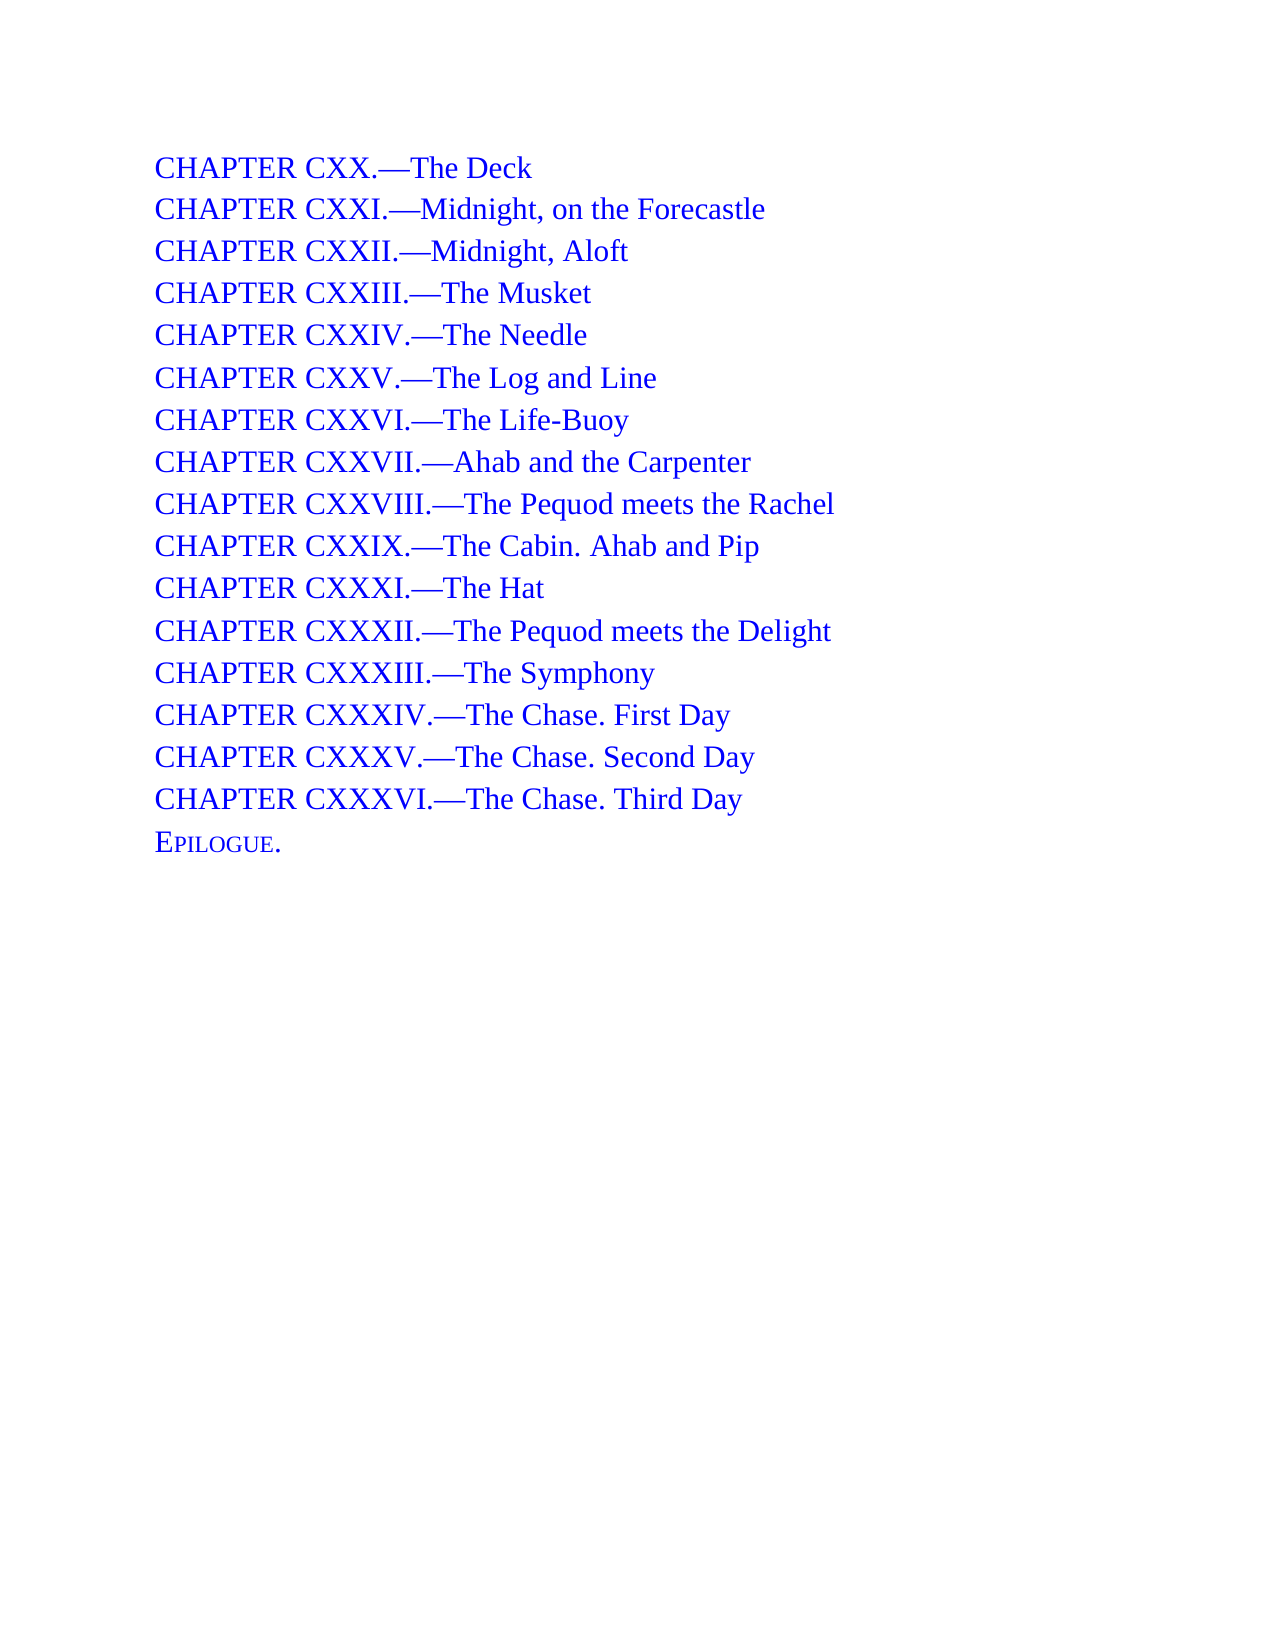 CHAPTER CXX.—The Deck
CHAPTER CXXI.—Midnight, on the Forecastle
CHAPTER CXXII.—Midnight, Aloft
CHAPTER CXXIII.—The Musket
CHAPTER CXXIV.—The Needle
CHAPTER CXXV.—The Log and Line
CHAPTER CXXVI.—The Life-Buoy
CHAPTER CXXVII.—Ahab and the Carpenter
CHAPTER CXXVIII.—The Pequod meets the Rachel
CHAPTER CXXIX.—The Cabin. Ahab and Pip
CHAPTER CXXXI.—The Hat
CHAPTER CXXXII.—The Pequod meets the Delight
CHAPTER CXXXIII.—The Symphony
CHAPTER CXXXIV.—The Chase. First Day
CHAPTER CXXXV.—The Chase. Second Day
CHAPTER CXXXVI.—The Chase. Third Day
EPILOGUE.